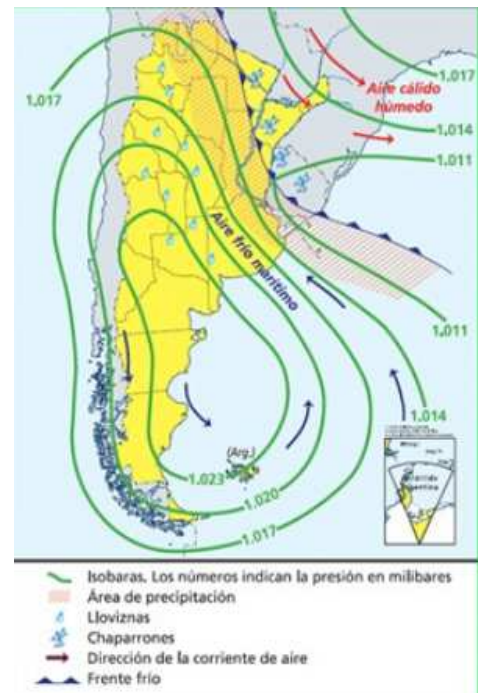 1.017
1.017
Aire cálido
húmedo
1.014
1.011
Aire frío marítimo
1.011
1.014
(Arg.)
1.023
1.020
1.017
Isobaras. Los números indican la presión en milibares
Área de precipitación
Lloviznas
Chaparrones
Dirección de la corriente de aire
Frente frío